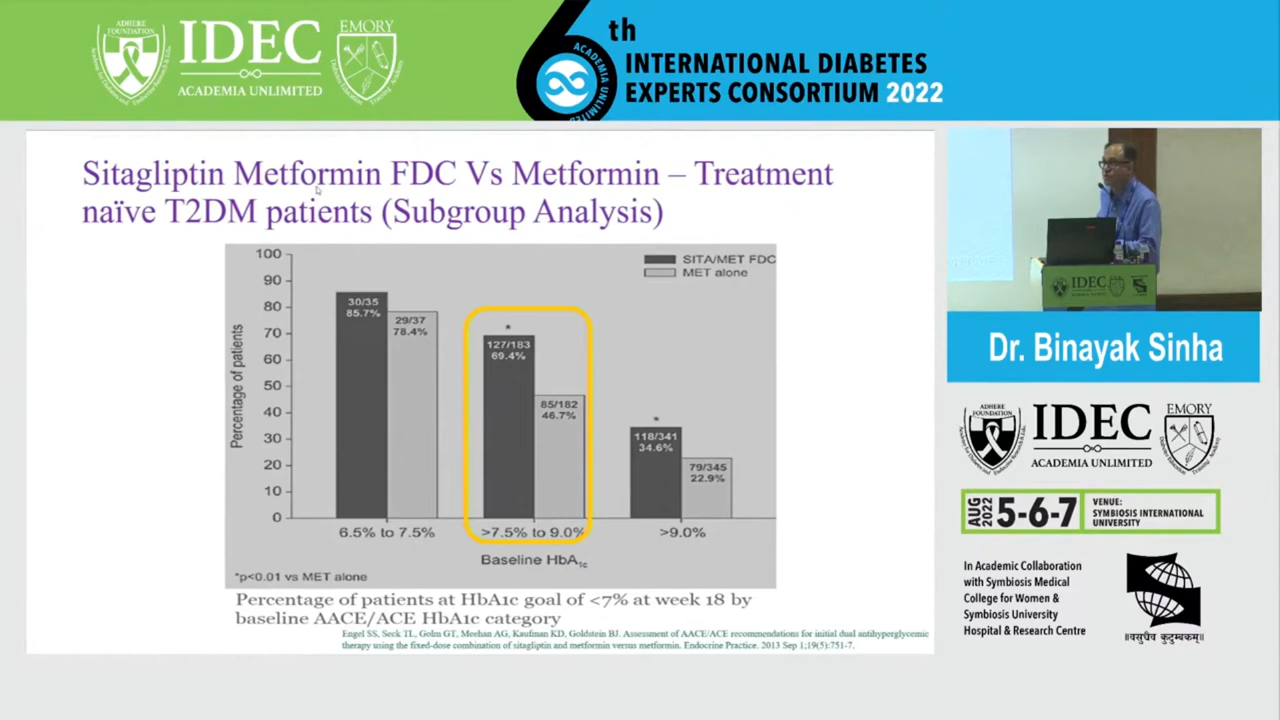 ADHERE
FOUNDATION
IDEC
ACADEMIA UNLIMITED
EMORY
6th
ACADEMIA UNLIMITED
INTERNATIONAL DIABETES
EXPERTS CONSORTIUM 2022
Sitagliptin Metformin FDC Vs Metformin – Treatment
naïve T2DM patients (Subgroup Analysis)
SITA/MET FDC
MET alone
Percentage of patients
100
90
80
70
60
50
40
30
20
10
0
30/35
85.7%
29/37
78.4%
*
127/183
69.4%
85/182
46.7%
*
118/341
34.6%
79/345
22.9%
6.5% to 7.5%
>7.5% to 9.0%
>9.0%
Baseline HbA1c
*p<0.01 vs MET alone
Percentage of patients at HbA1c goal of <7% at week 18 by
baseline AACE/ACE HbA1c category
Engel SS, Seck TL, Golm GT, Meehan AG, Kaufman KD, Goldstein BJ. Assessment of AACE/ACE recommendations for initial dual antihyperglycemic
therapy using the fixed-dose combination of sitagliptin and metformin versus metformin. Endocrine Practice. 2013 Sep 1;19(5):751-7.
IDEC
Dr. Binayak Sinha
ADHERE
FOUNDATION
IDEC
ACADEMIA UNLIMITED
EMORY
AUG
2022
5-6-7
VENUE:
SYMBIOSIS INTERNATIONAL
UNIVERSITY
In Academic Collaboration
with Symbiosis Medical
College for Women &
Symbiosis University
Hospital & Research Centre
॥वसुधैव कुटुम्बकम्॥